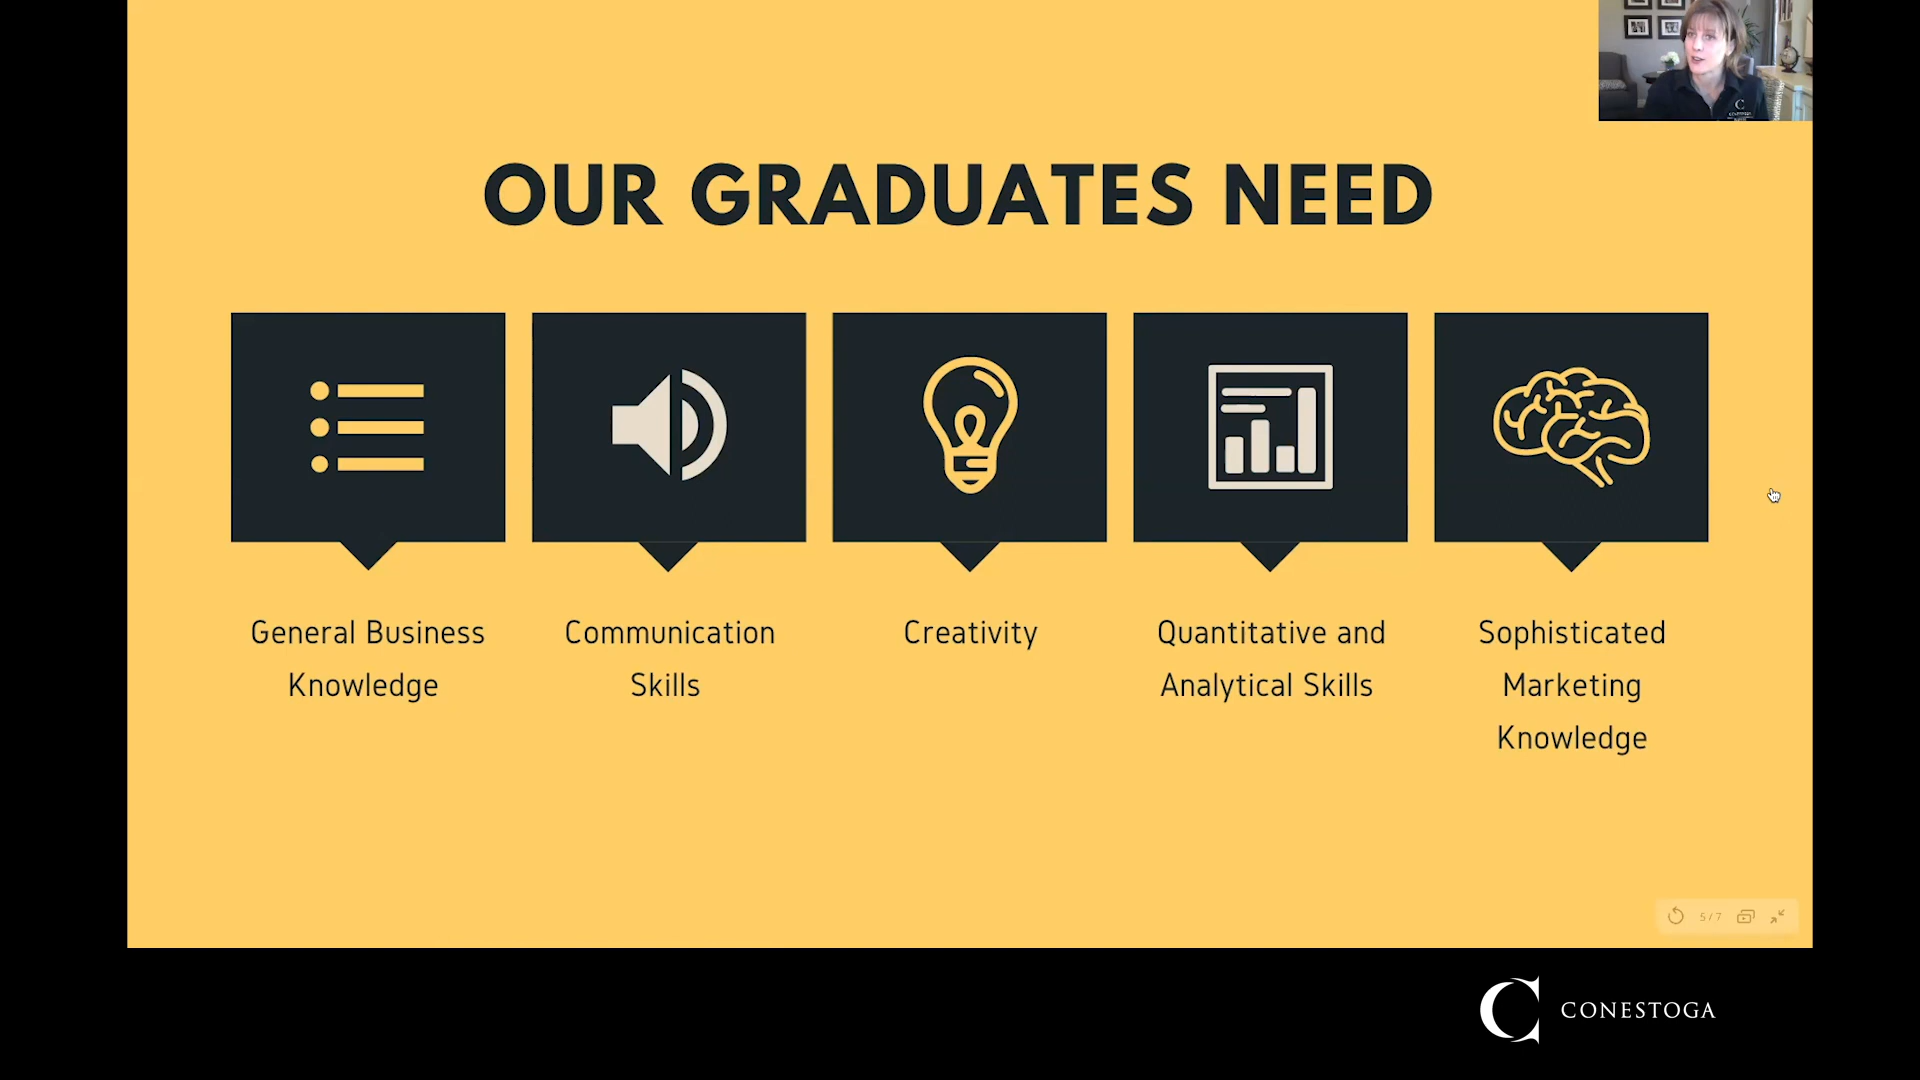 OUR GRADUATES NEED
General Business
Knowledge
Communication
Skills
Creativity
Quantitative and
Analytical Skills
Sophisticated
Marketing
Knowledge
5/7
C CONESTOGA